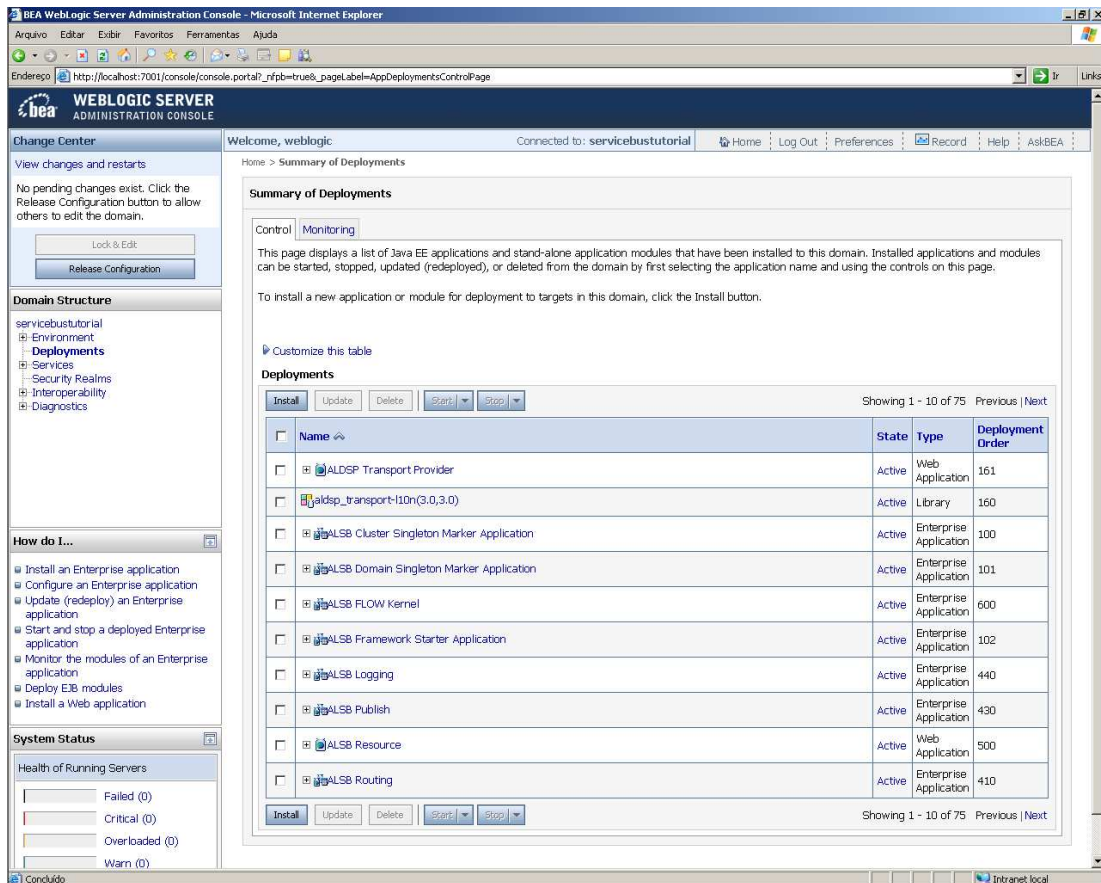 BEA WebLogic Server Administration Console - Microsoft Internet Explorer
Arquivo Editar Exibir Favoritos Ferramentas Ajuda
Endereço http://localhost:7001/console/console.portal?_nfpb=true&_pageLabel=AppDeploymentsControlPage Ir Links
bea WEBLOGIC SERVER
ADMINISTRATION CONSOLE
Change Center
View changes and restarts
No pending changes exist. Click the
Release Configuration button to allow
others to edit the domain.
Lock & Edit
Release Configuration
Domain Structure
servicebustutorial
Environment
Deployments
Services
Security Realms
Interoperability
Diagnostics
How do I...
Install an Enterprise application
Configure an Enterprise application
Update (redeploy) an Enterprise
application
Start and stop a deployed Enterprise
application
Monitor the modules of an Enterprise
application
Deploy EJB modules
Install a Web application
System Status
Health of Running Servers
Failed (0)
Critical (0)
Overloaded (0)
Warn (0)
Welcome, weblogic Connected to: servicebustutorial Home Log Out Preferences Record Help AskBEA
Home > Summary of Deployments
Summary of Deployments
Control Monitoring
This page displays a list of Java EE applications and stand-alone application modules that have been installed to this domain. Installed applications and modules
can be started, stopped, updated (redeployed), or deleted from the domain by first selecting the application name and using the controls on this page.
To install a new application or module for deployment to targets in this domain, click the Install button.
Customize this table
Deployments
Install Update Delete Start Stop Showing 1 - 10 of 75 Previous | Next
Name State Type Deployment Order
ALDSP Transport Provider Active Web Application 161
aldsp_transport-l10n(3.0,3.0) Active Library 160
ALSB Cluster Singleton Marker Application Active Enterprise Application 100
ALSB Domain Singleton Marker Application Active Enterprise Application 101
ALSB FLOW Kernel Active Enterprise Application 600
ALSB Framework Starter Application Active Enterprise Application 102
ALSB Logging Active Enterprise Application 440
ALSB Publish Active Enterprise Application 430
ALSB Resource Active Web Application 500
ALSB Routing Active Enterprise Application 410
Install Update Delete Start Stop Showing 1 - 10 of 75 Previous | Next
Concluído Intranet local